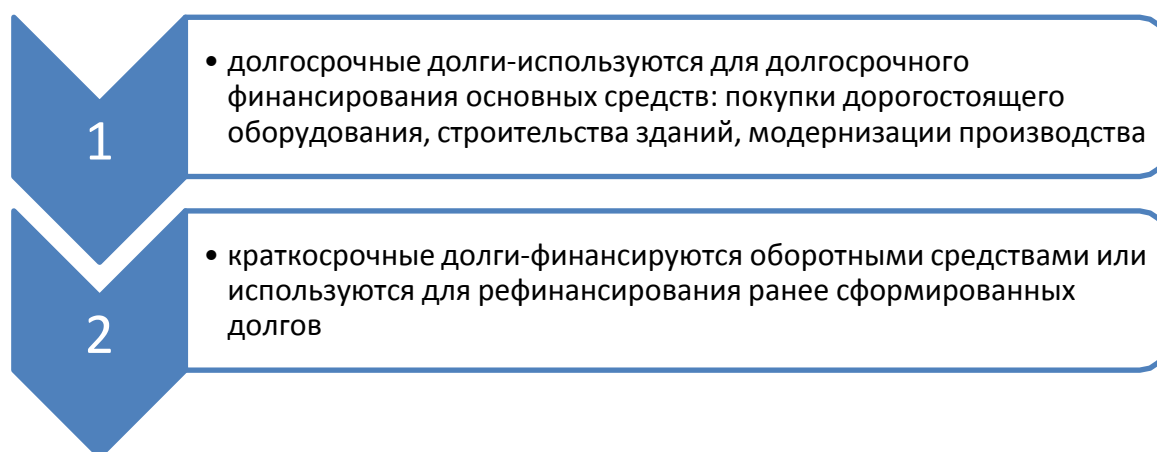 1
• долгосрочные долги-используются для долгосрочного
финансирования основных средств: покупки дорогостоящего
оборудования, строительства зданий, модернизации производства
2
• краткосрочные долги-финансируются оборотными средствами или
используются для рефинансирования ранее сформированных
долгов